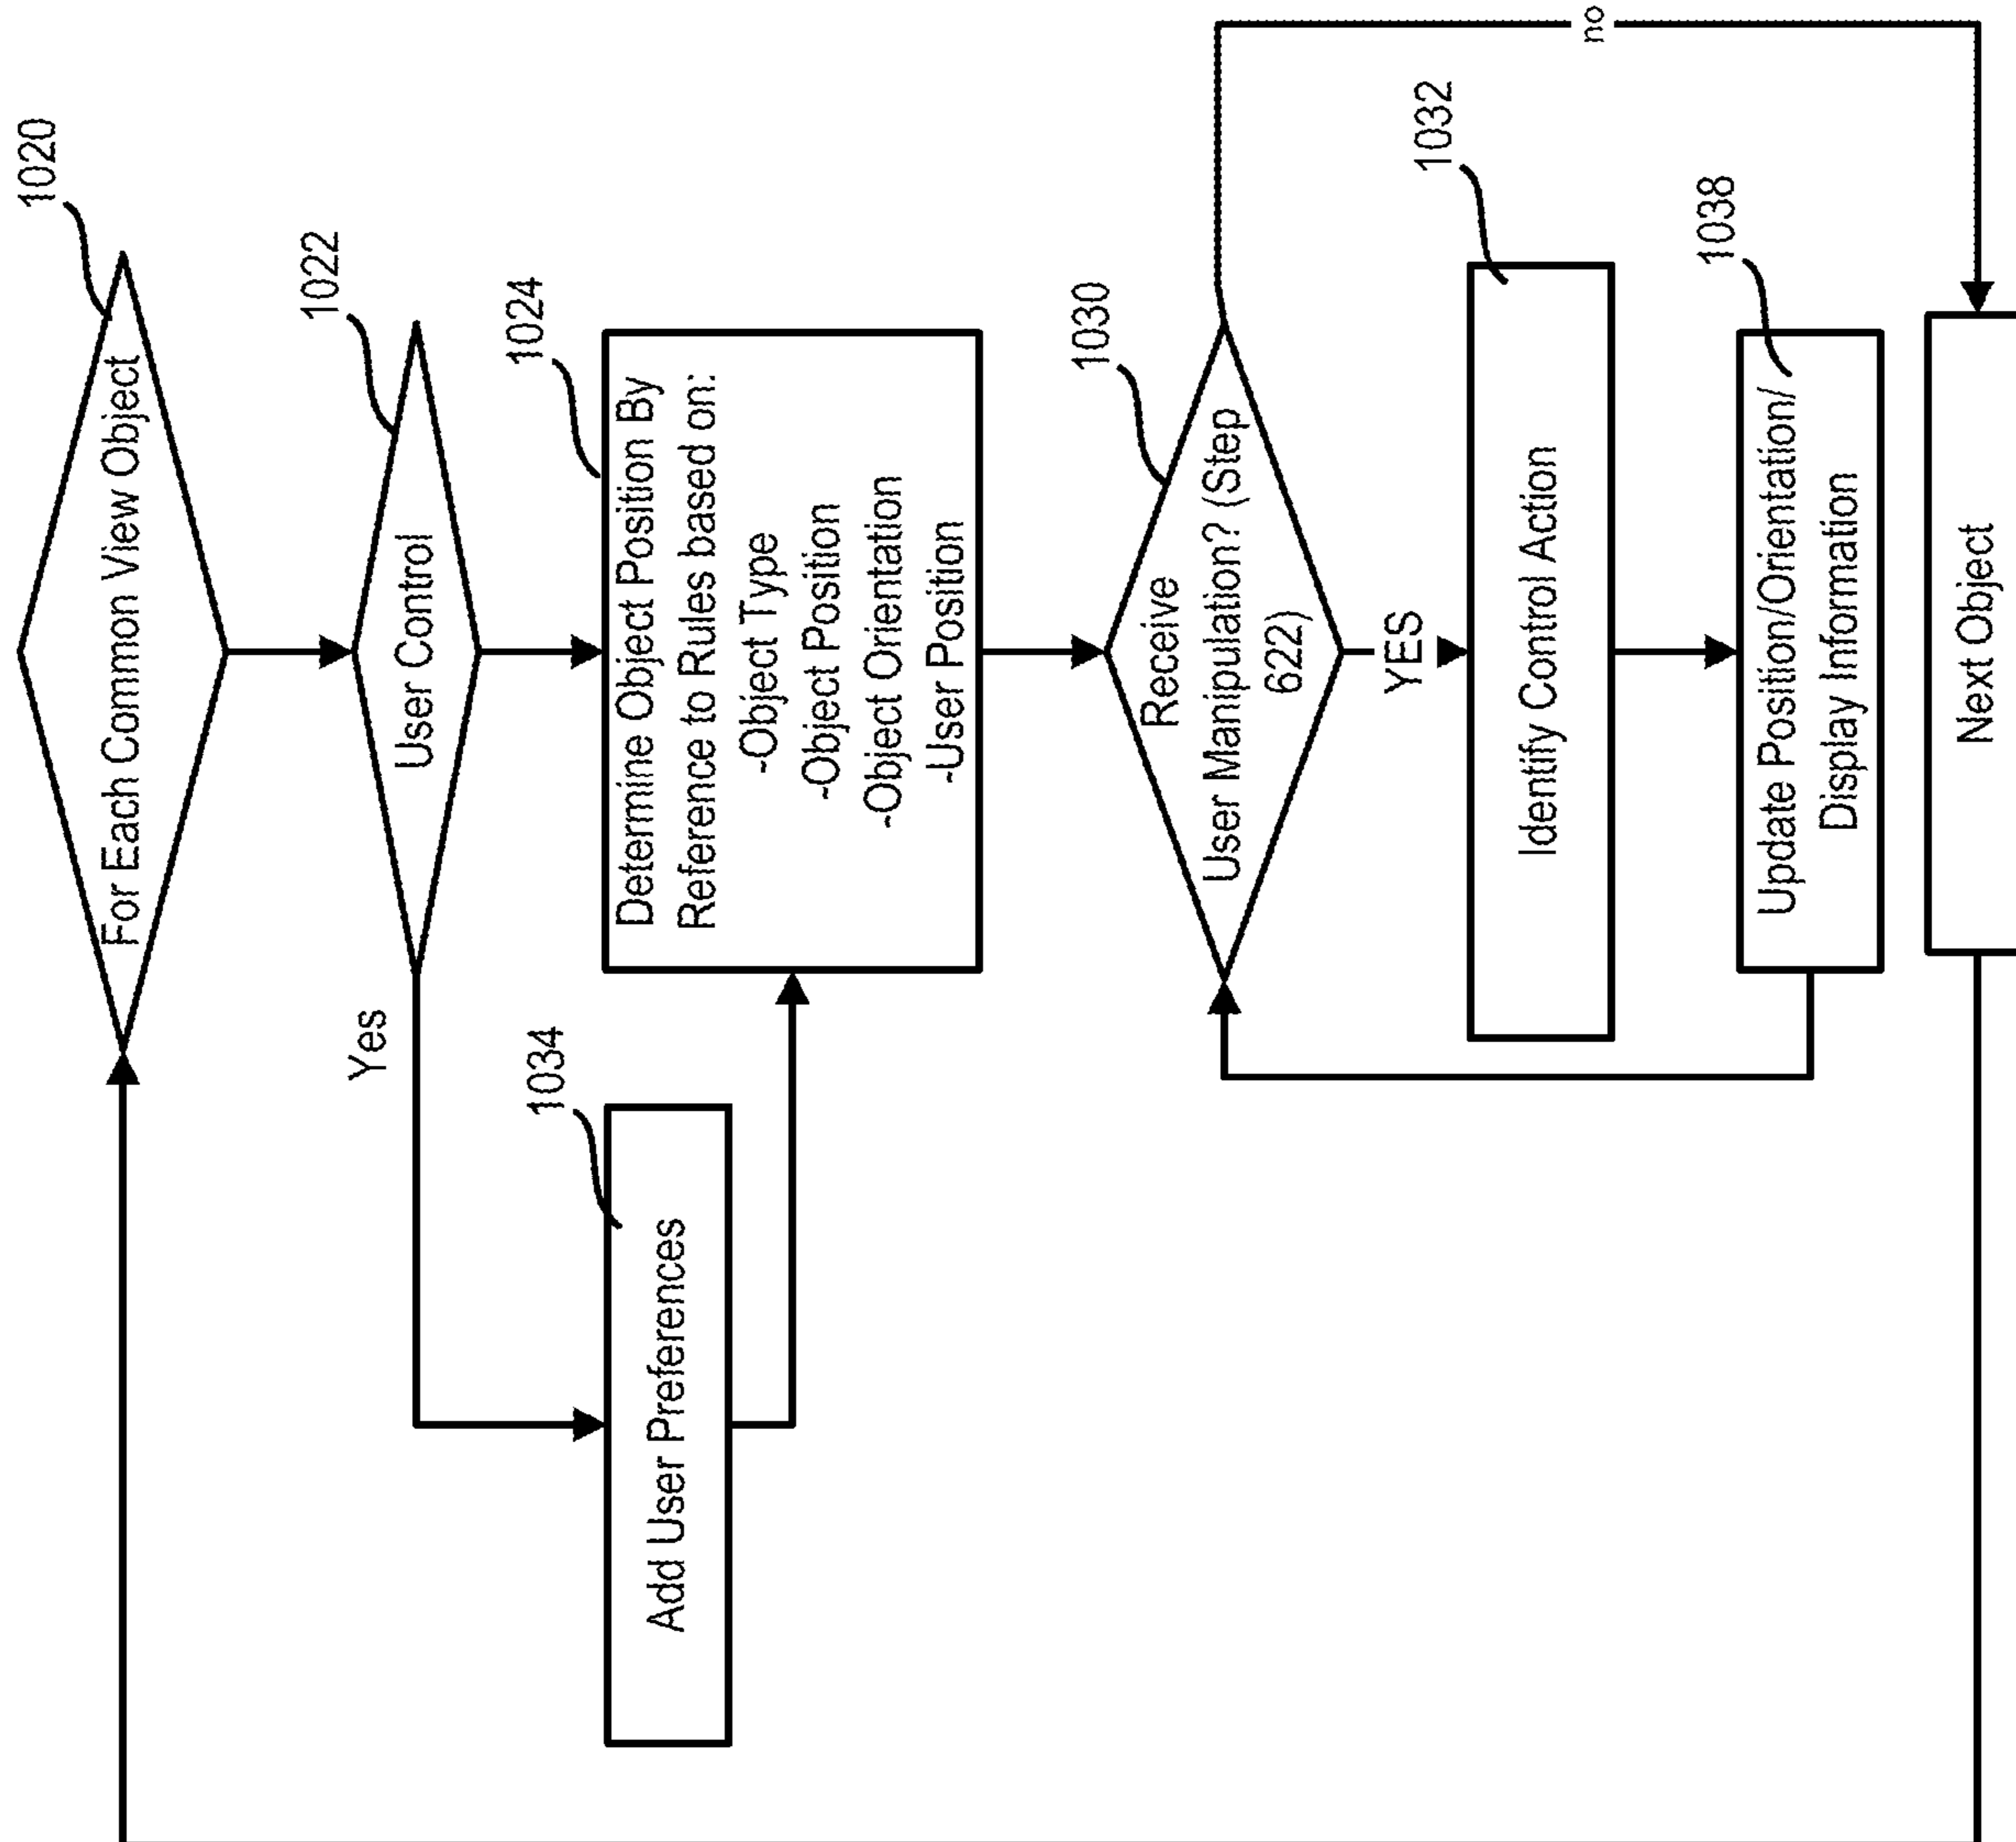 1020
For Each Common View Object
1022
User Control
Yes
1024
Determine Object Position By
Reference to Rules based on:
-Object Type
-Object Position
-Object Orientation
-User Position
1034
Add User Preferences
1030
Receive
User Manipulation? (Step
622)
no
YES
1032
Identify Control Action
1038
Update Position/Orientation/
Display Information
Next Object